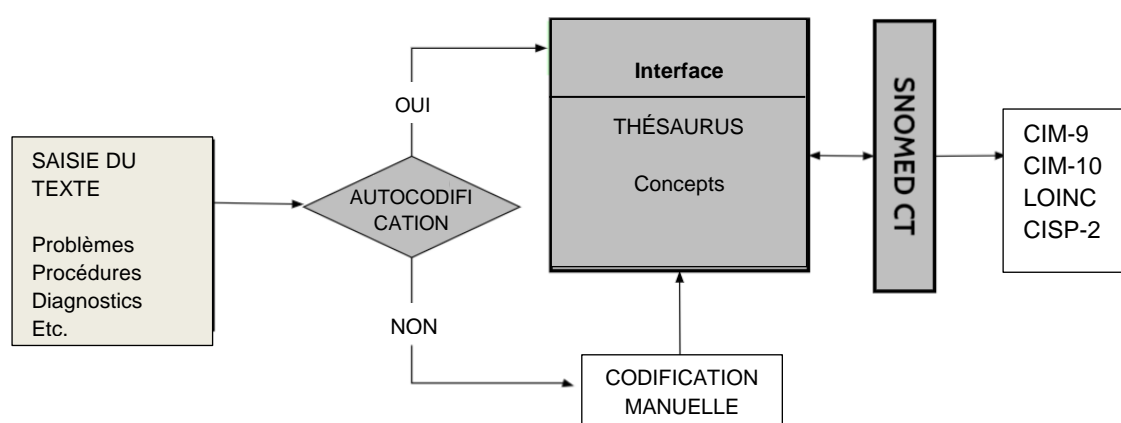 SAISIE DU
TEXTE
Problèmes
Procédures
Diagnostics
Etc.
OUI
AUTOCODIFI
CATION
NON
Interface
THÉSAURUS
Concepts
CODIFICATION
MANUELLE
SNOMED CT
CIM-9
CIM-10
LOINC
CISP-2